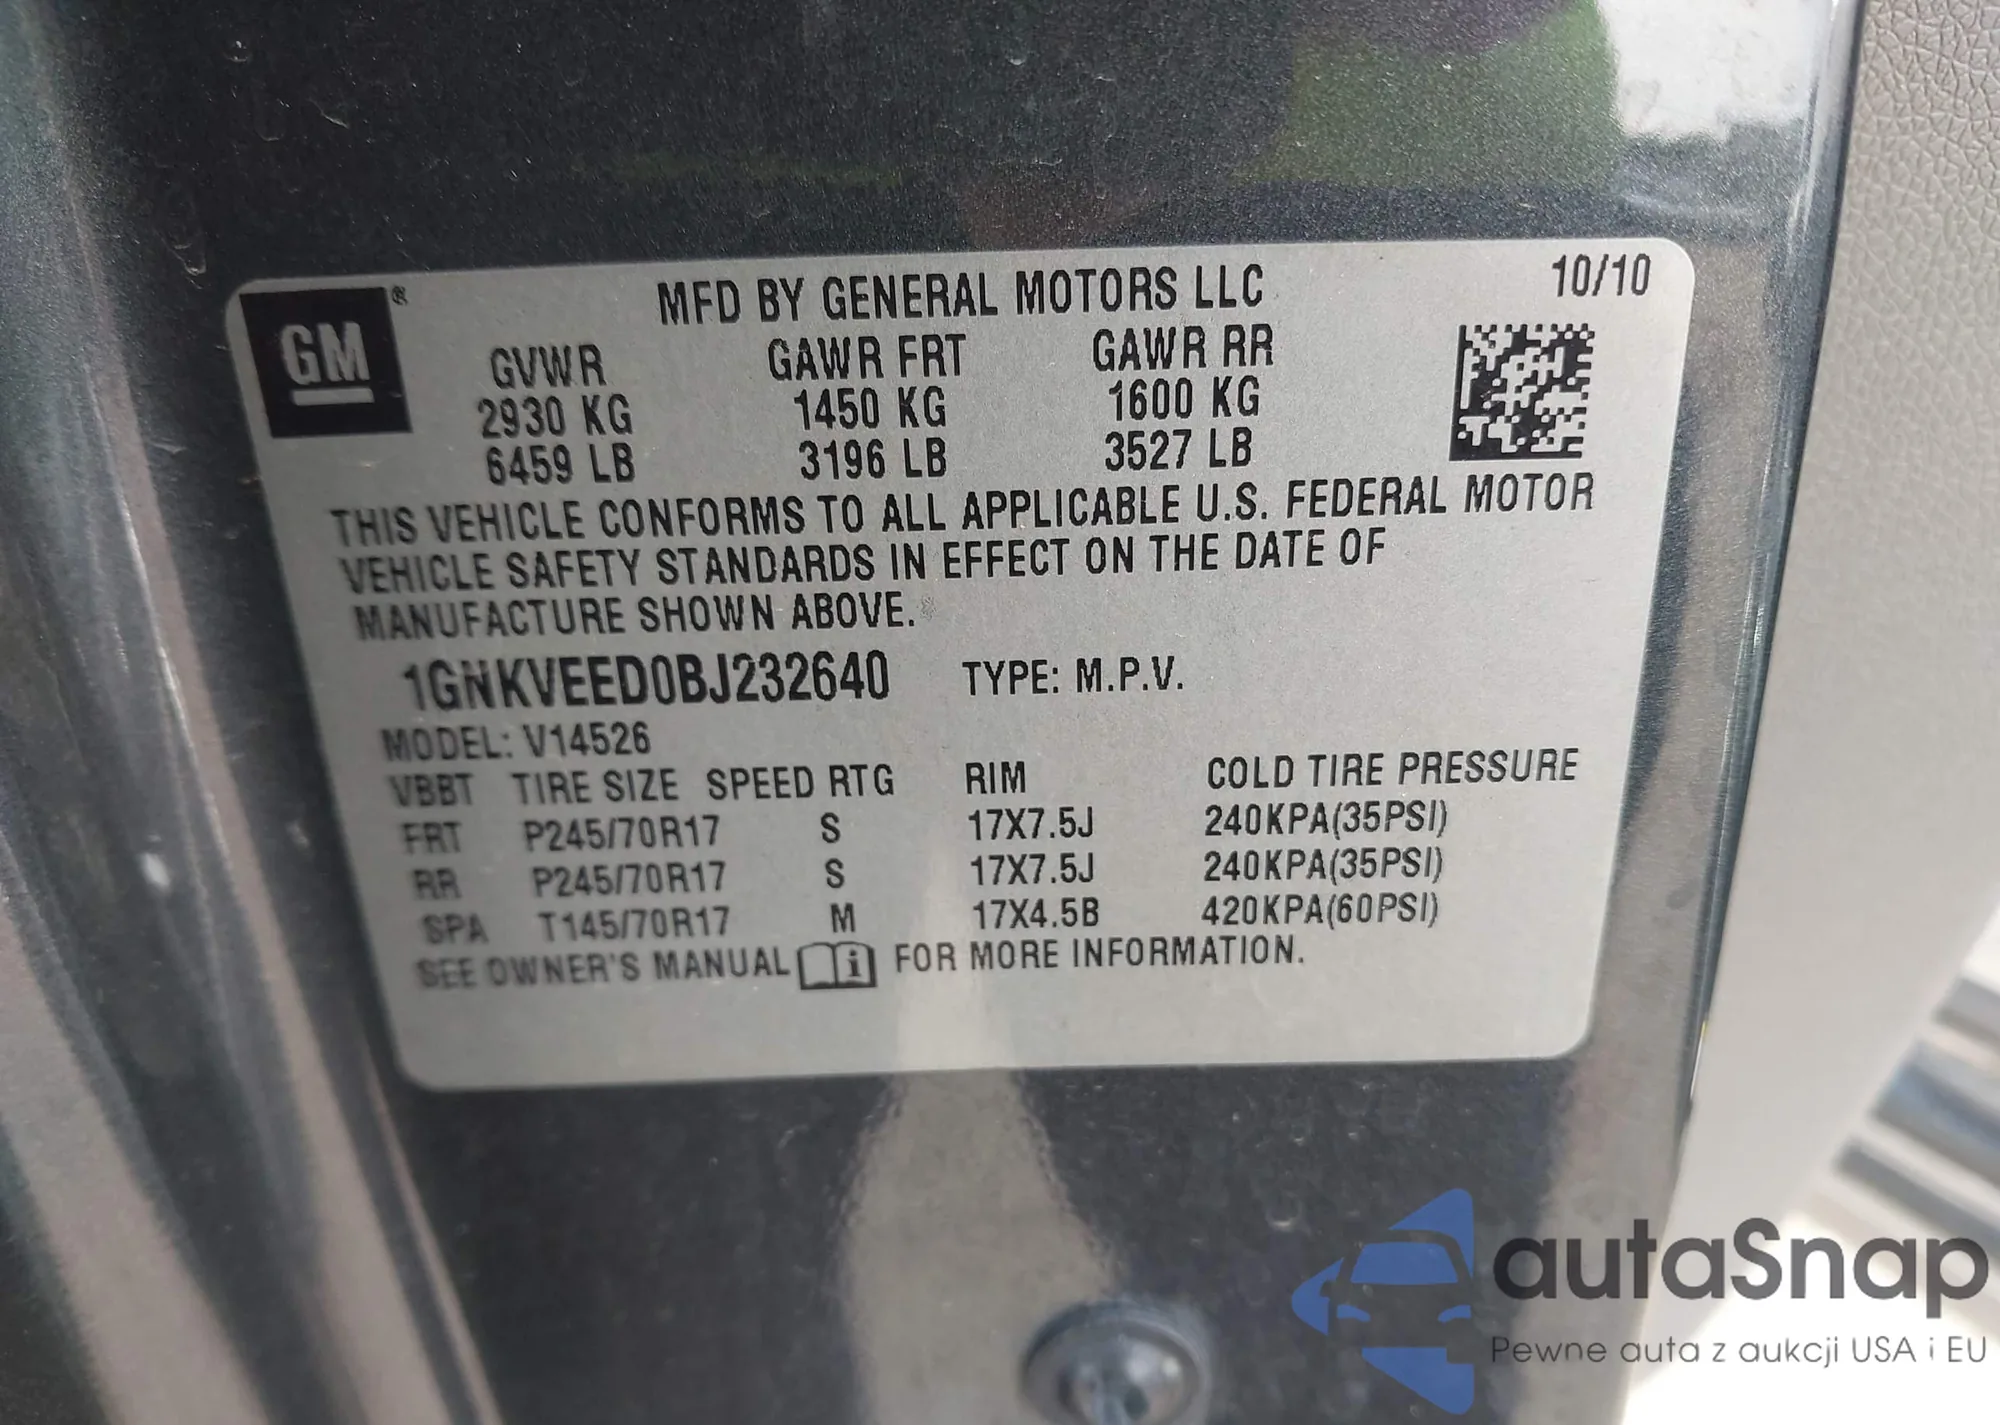 GM ®
MFD BY GENERAL MOTORS LLC 10/10
GVWR GAWR FRT GAWR RR
2930 KG 1450 KG 1600 KG
6459 LB 3196 LB 3527 LB
THIS VEHICLE CONFORMS TO ALL APPLICABLE U.S. FEDERAL MOTOR
VEHICLE SAFETY STANDARDS IN EFFECT ON THE DATE OF
MANUFACTURE SHOWN ABOVE.
1GNKVEED0BJ232640 TYPE: M.P.V.
MODEL: V14526
VBBT TIRE SIZE SPEED RTG RIM COLD TIRE PRESSURE
FRT P245/70R17 S 17X7.5J 240KPA(35PSI)
RR P245/70R17 S 17X7.5J 240KPA(35PSI)
SPA T145/70R17 M 17X4.5B 420KPA(60PSI)
SEE OWNER'S MANUAL i FOR MORE INFORMATION.
autaSnap
Pewne auta z aukcji USA i EU